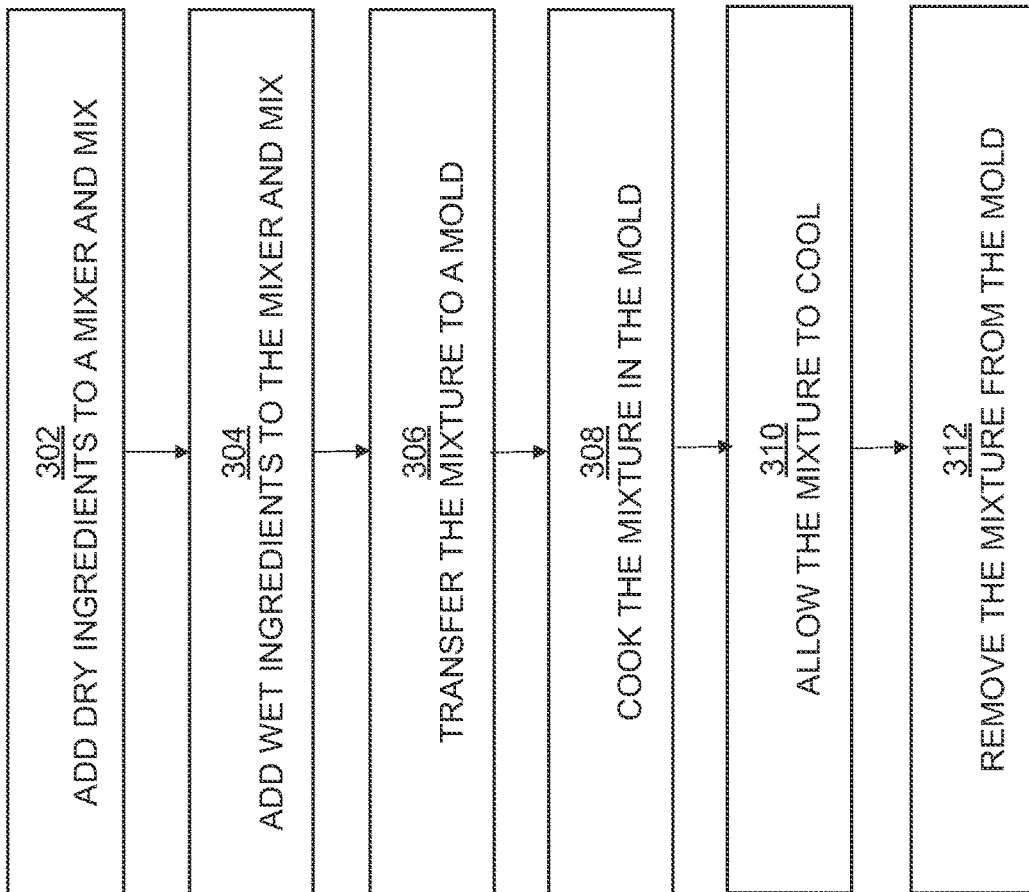 302
ADD DRY INGREDIENTS TO A MIXER AND MIX
304
ADD WET INGREDIENTS TO THE MIXER AND MIX
306
TRANSFER THE MIXTURE TO A MOLD
308
COOK THE MIXTURE IN THE MOLD
310
ALLOW THE MIXTURE TO COOL
312
REMOVE THE MIXTURE FROM THE MOLD